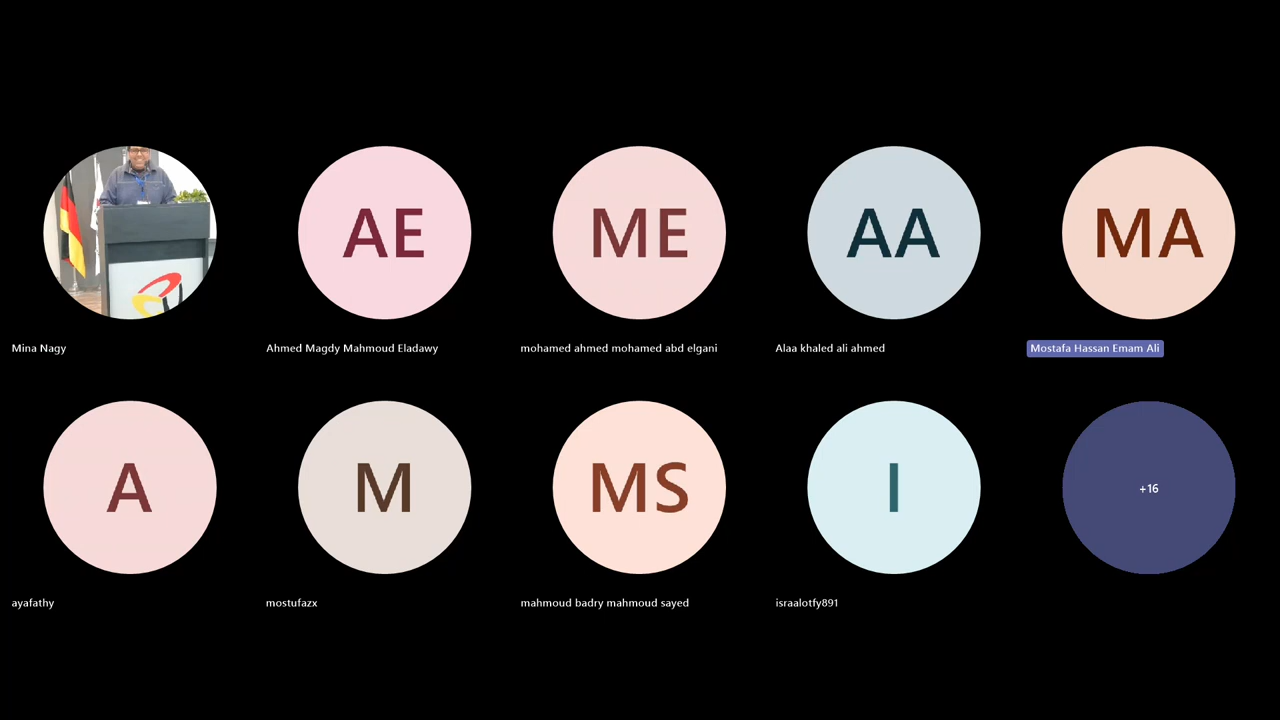 AE
ME
AA
MA
Mina Nagy
Ahmed Magdy Mahmoud Eladawy
mohamed ahmed mohamed abd elgani
Alaa khaled ali ahmed
Mostafa Hassan Emam Ali
A
M
MS
I
+16
ayafathy
mostufazx
mahmoud badry mahmoud sayed
israalotfy891